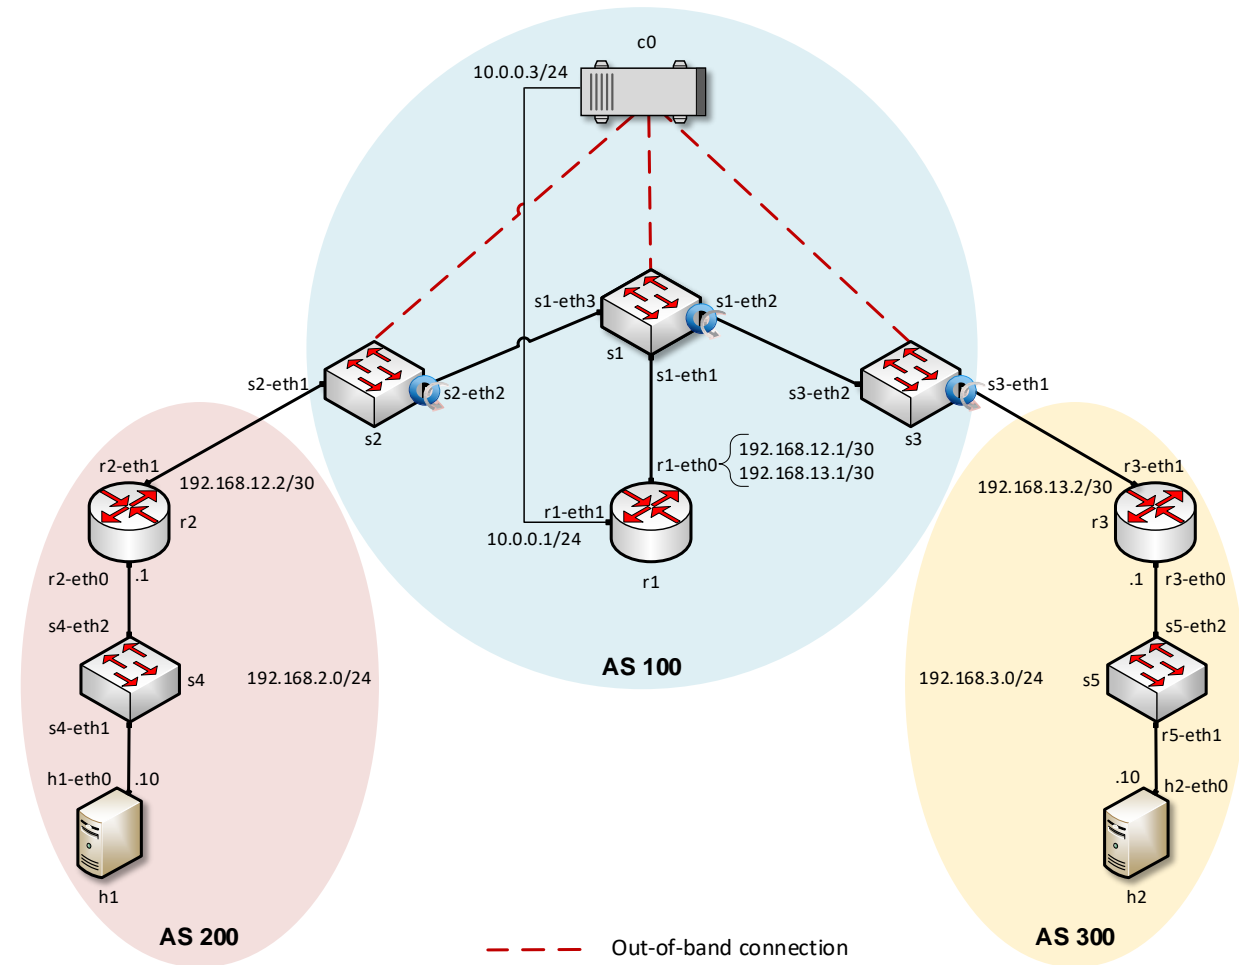 c0
10.0.0.3/24
s1-eth3
s1-eth2
s1
s1-eth1
s2-eth1
s2-eth2
s2
s3-eth2
s3-eth1
s3
r2-eth1
192.168.12.2/30
r2
r1-eth0
192.168.12.1/30
192.168.13.1/30
r1-eth1
10.0.0.1/24
r1
r3-eth1
192.168.13.2/30
r3
r2-eth0
.1
s4-eth2
s4
192.168.2.0/24
s4-eth1
h1-eth0
.10
h1
AS 200
AS 100
.1
r3-eth0
s5-eth2
192.168.3.0/24
s5
r5-eth1
.10
h2-eth0
h2
AS 300
Out-of-band connection